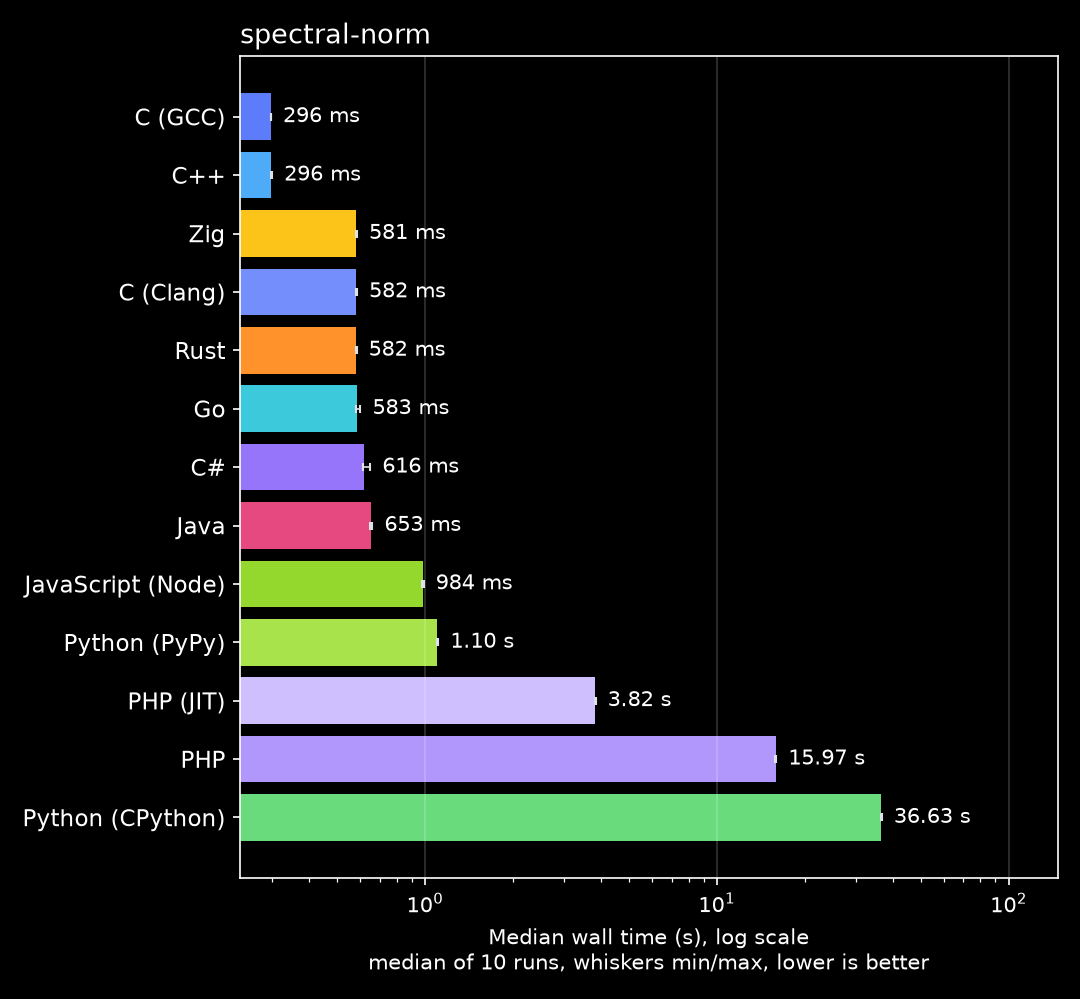 spectral-norm
C (GCC) 296 ms
C++ 296 ms
Zig 581 ms
C (Clang) 582 ms
Rust 582 ms
Go 583 ms
C# 616 ms
Java 653 ms
JavaScript (Node) 984 ms
Python (PyPy) 1.10 s
PHP (JIT) 3.82 s
PHP 15.97 s
Python (CPython) 36.63 s
10⁰ 10¹ 10²
Median wall time (s), log scale
median of 10 runs, whiskers min/max, lower is better